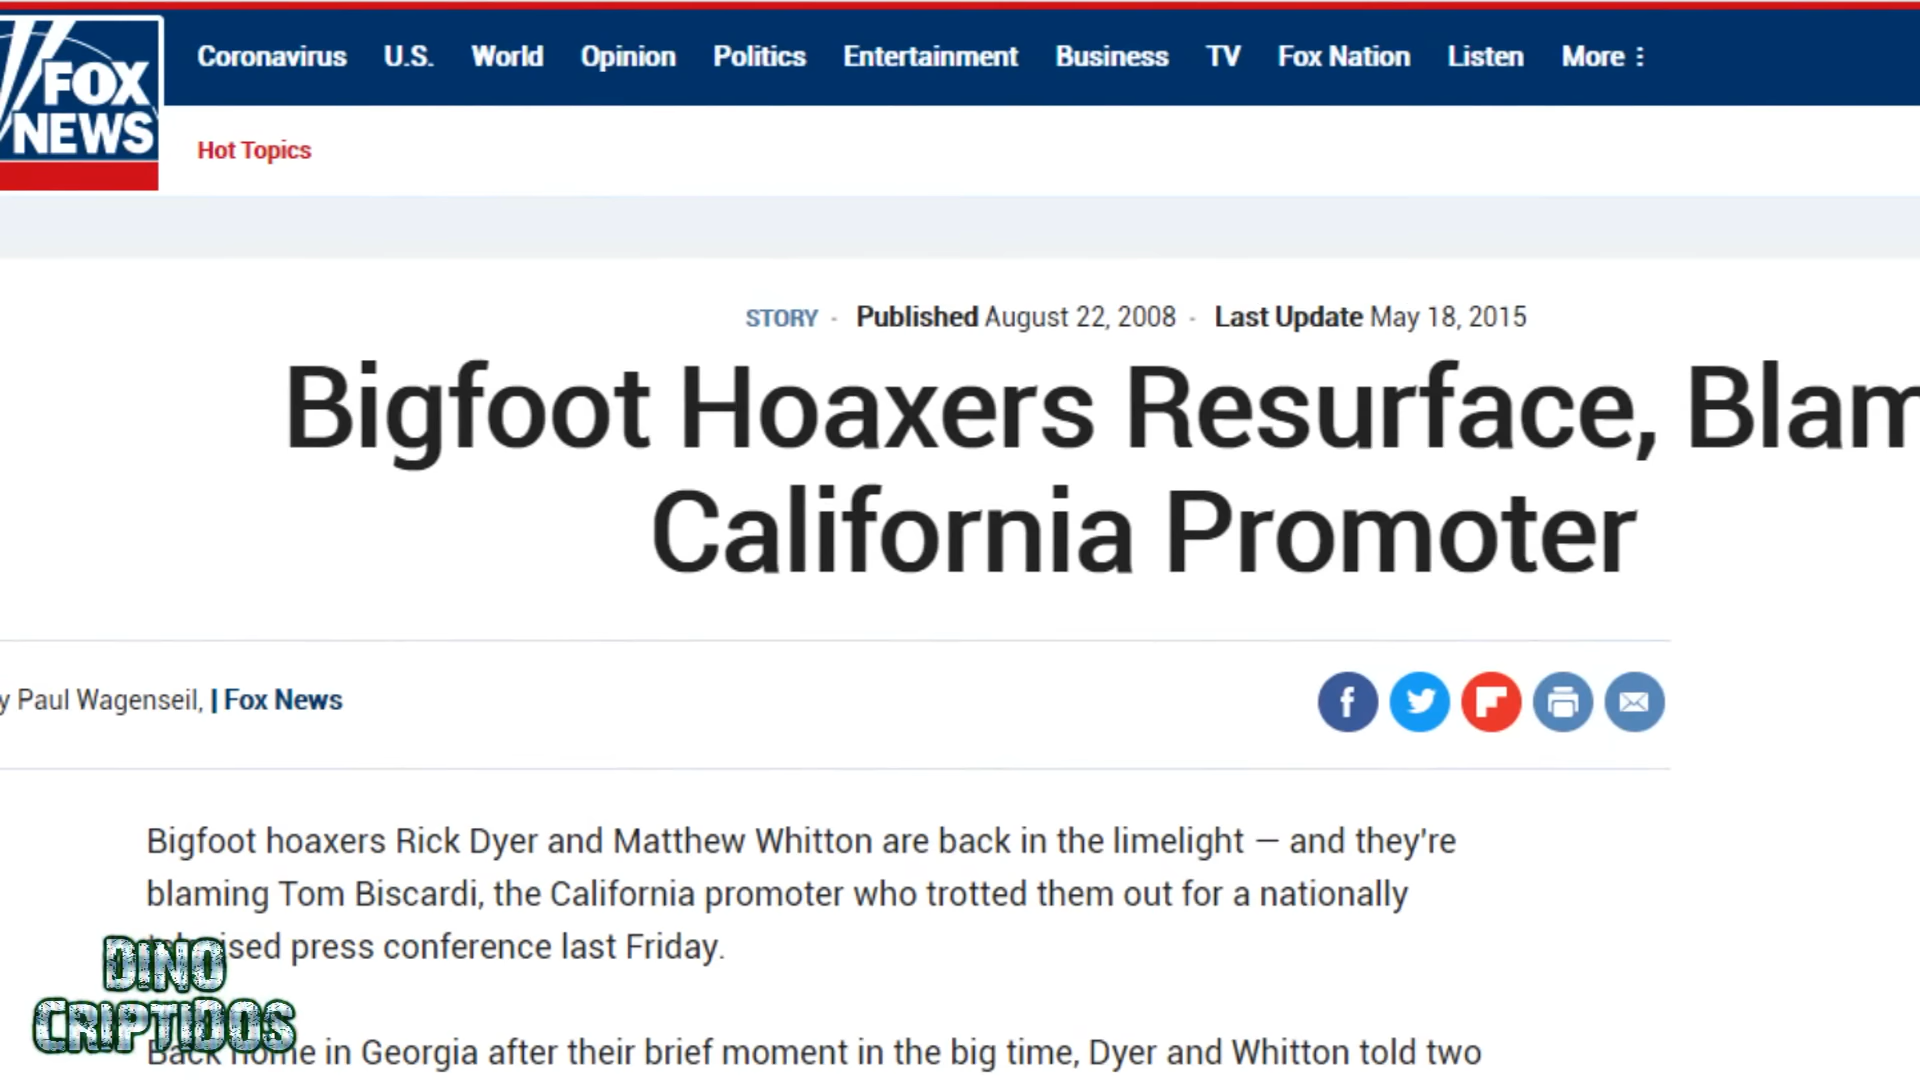 FOX
NEWS
Coronavirus U.S. World Opinion Politics Entertainment Business TV Fox Nation Listen More
Hot Topics
STORY · Published August 22, 2008 · Last Update May 18, 2015
Bigfoot Hoaxers Resurface,
California Promoter
Paul Wagenseil, | Fox News
Bigfoot hoaxers Rick Dyer and Matthew Whitton are back in the limelight — and they're
blaming Tom Biscardi, the California promoter who trotted them out for a nationally
press conference last Friday.
DINO
CRIPTIDOS
Back home in Georgia after their brief moment in the big time, Dyer and Whitton told two